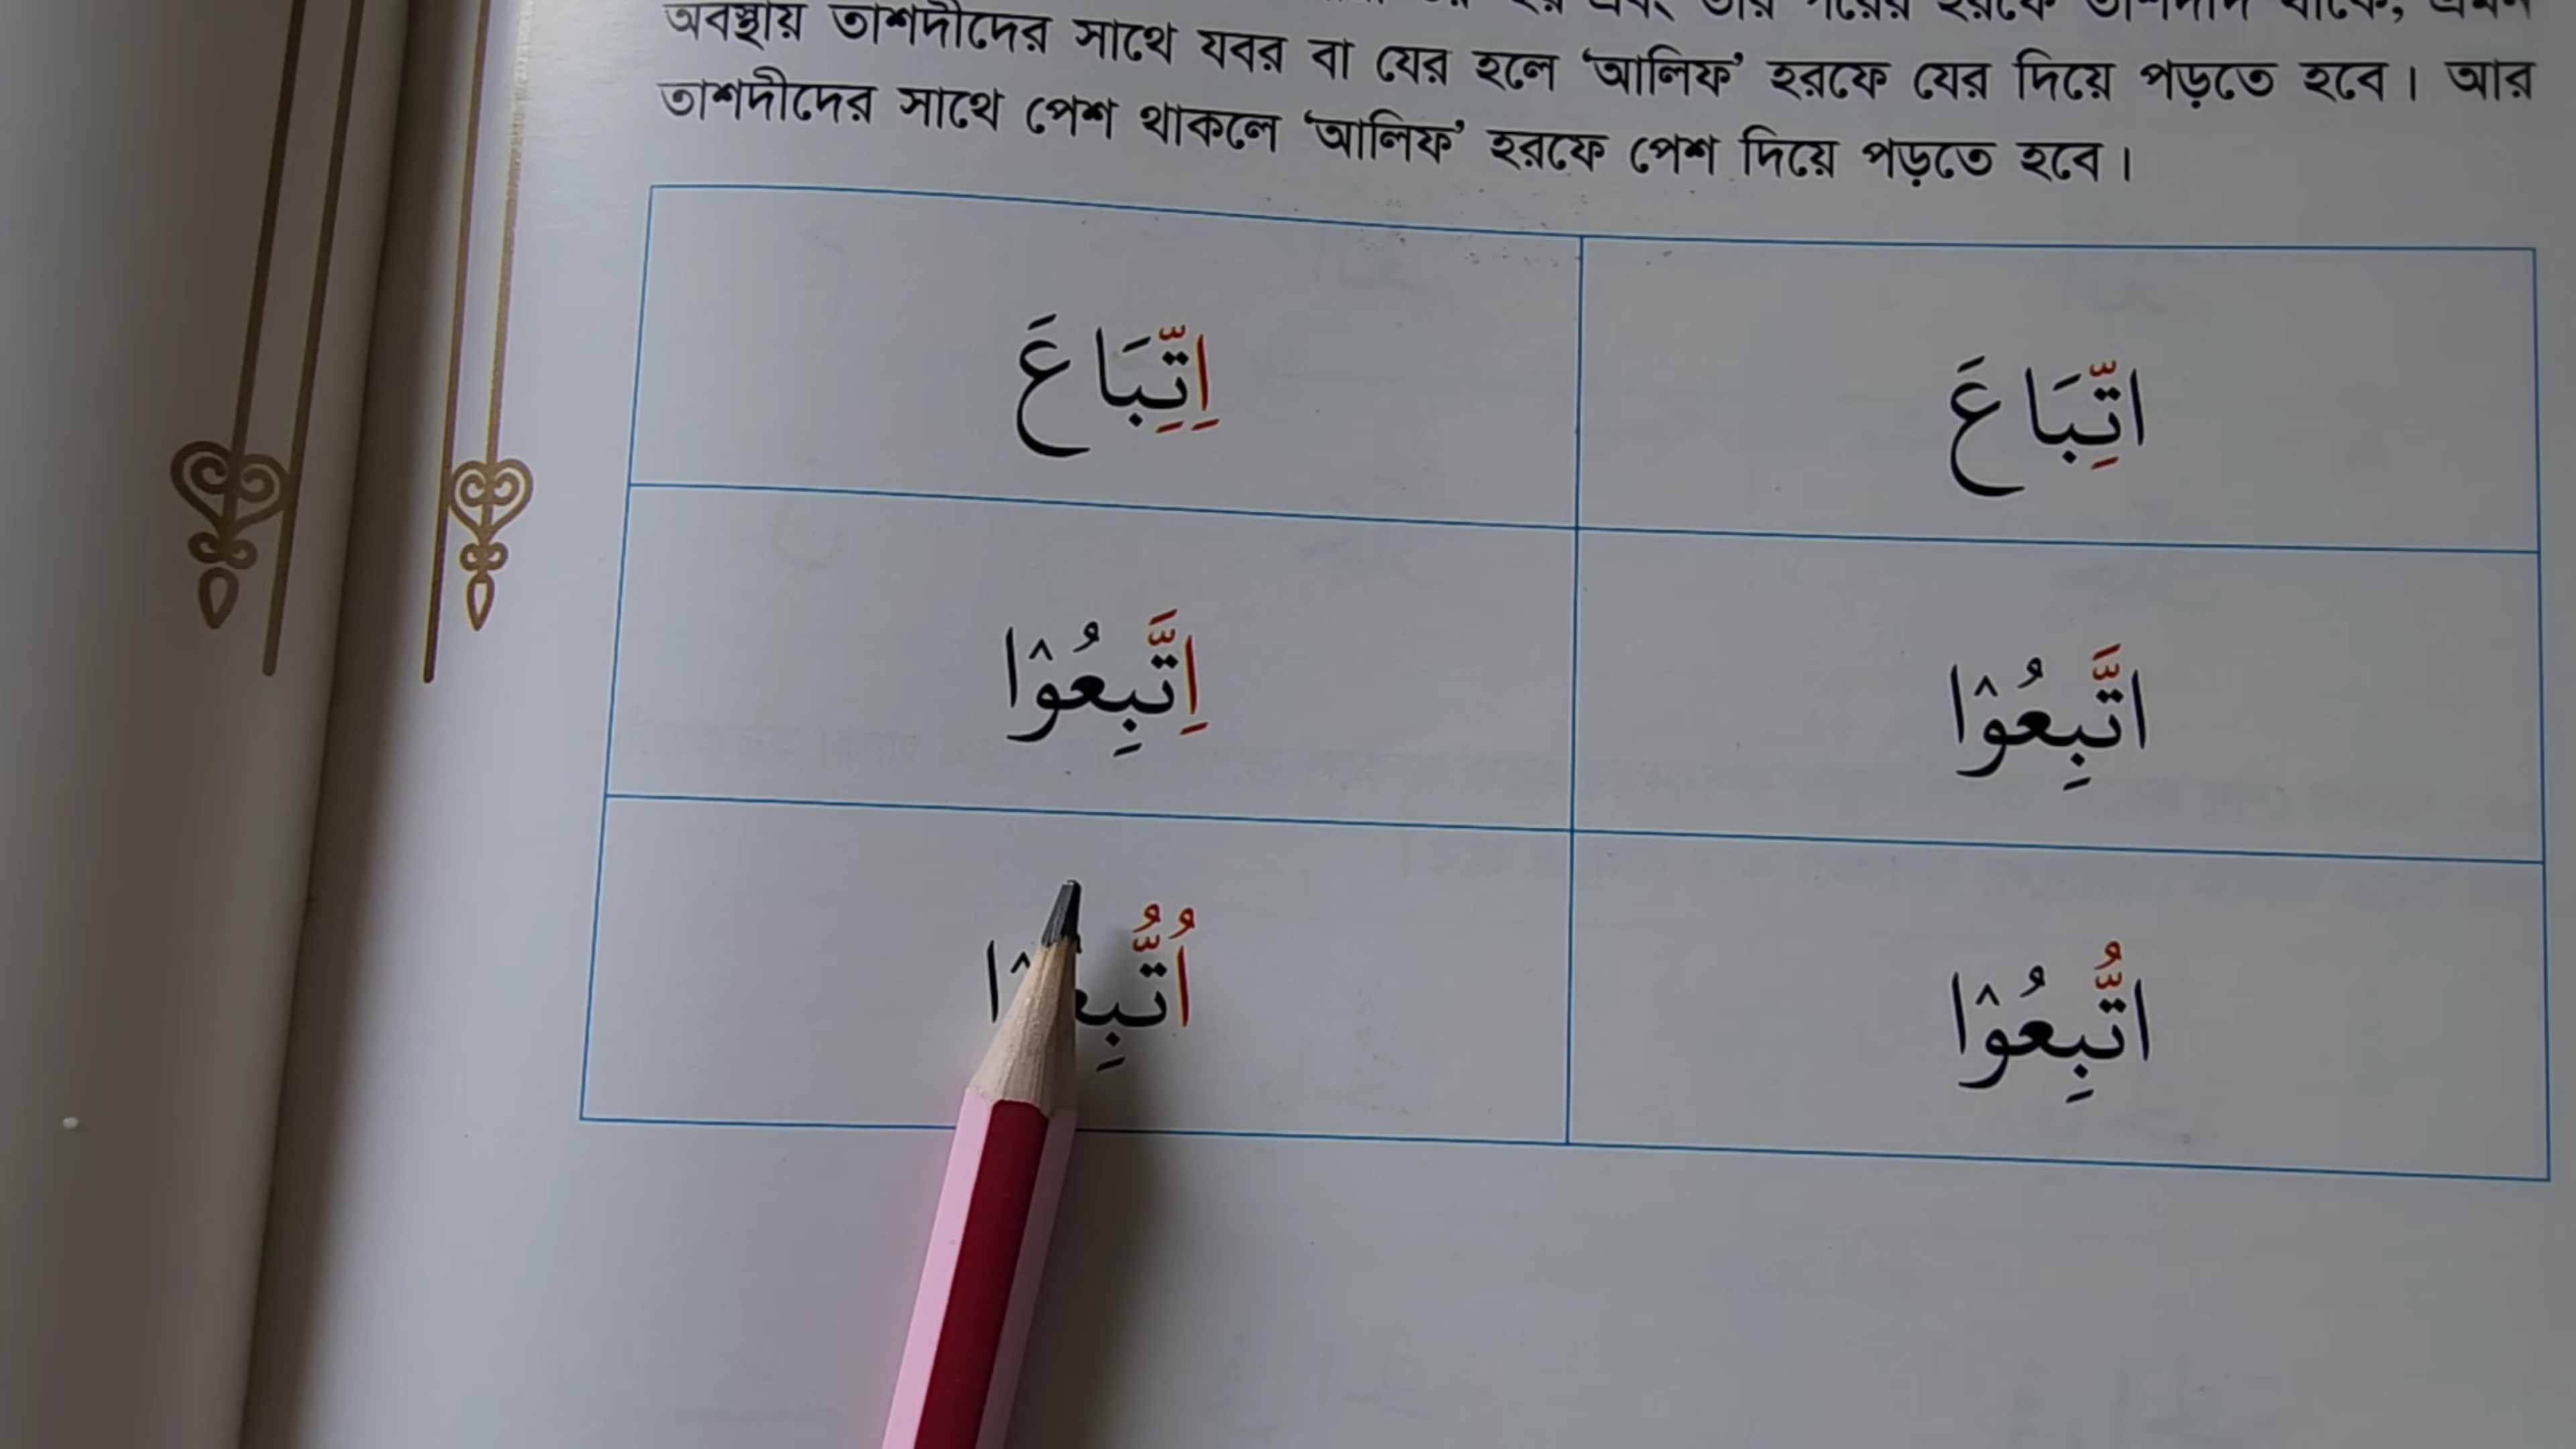 অবস্থায় তাশদীদের সাথে যবর বা যের হলে ‘আলিফ’ হরফে যের দিয়ে পড়তে হবে। আর
তাশদীদের সাথে পেশ থাকলে ‘আলিফ’ হরফে পেশ দিয়ে পড়তে হবে।
اتِّبَاعَ اِتِّبَاعَ
اتَّبِعُوْا اِتَّبِعُوْا
اتُّبِعُوْا